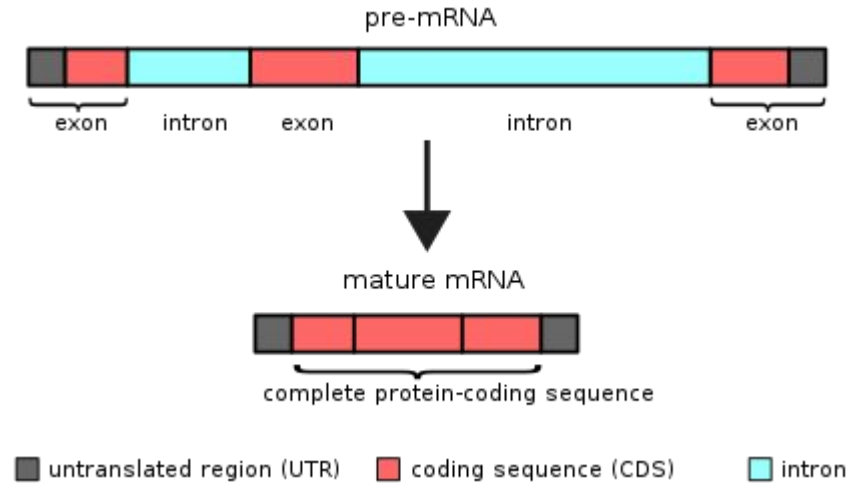 pre-mRNA
exon intron exon intron exon
mature mRNA
complete protein-coding sequence
untranslated region (UTR) coding sequence (CDS) intron